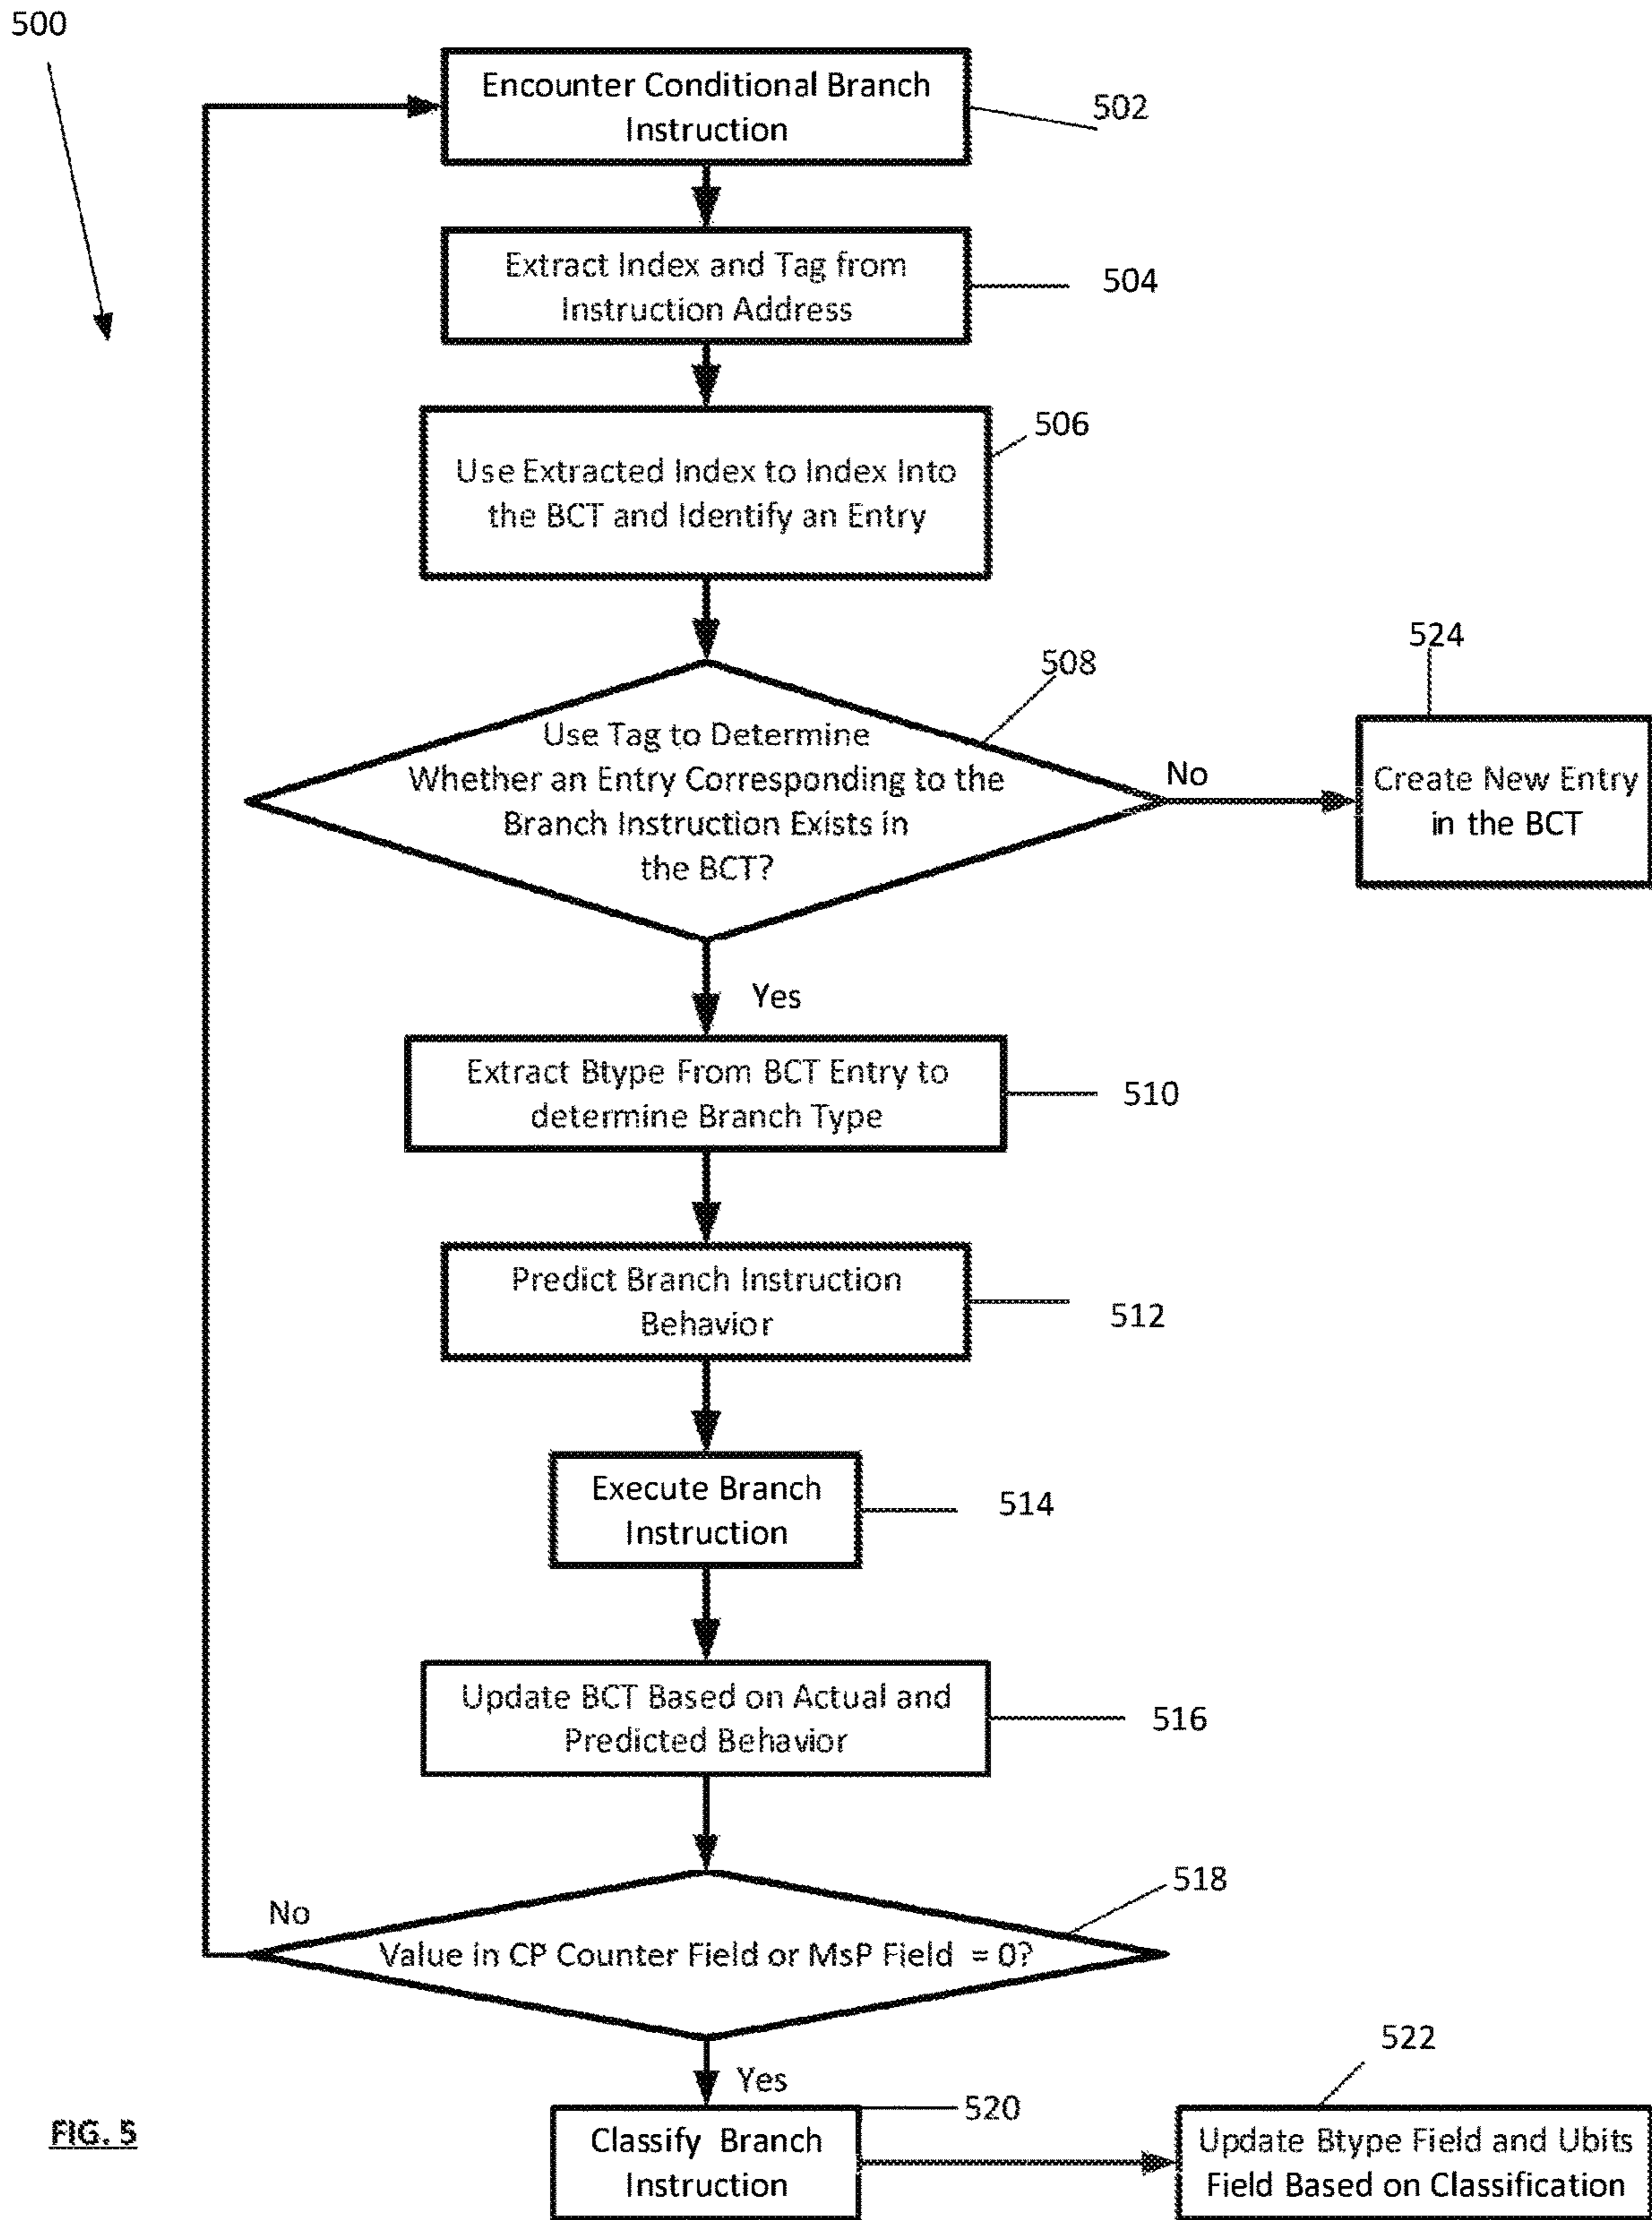 500
Encounter Conditional Branch
Instruction
502
Extract Index and Tag from
Instruction Address
504
506
Use Extracted Index to Index Into
the BCT and Identify an Entry
524
508
Use Tag to Determine
Whether an Entry Corresponding to the
Branch Instruction Exists in
the BCT?
No
Create New Entry
in the BCT
Yes
Extract Btype From BCT Entry to
determine Branch Type
510
Predict Branch Instruction
Behavior
512
Execute Branch
Instruction
514
Update BCT Based on Actual and
Predicted Behavior
516
518
No
Value in CP Counter Field or MsP Field = 0?
522
Yes
520
Classify Branch
Instruction
Update Btype Field and Ubits
Field Based on Classification
FIG. 5